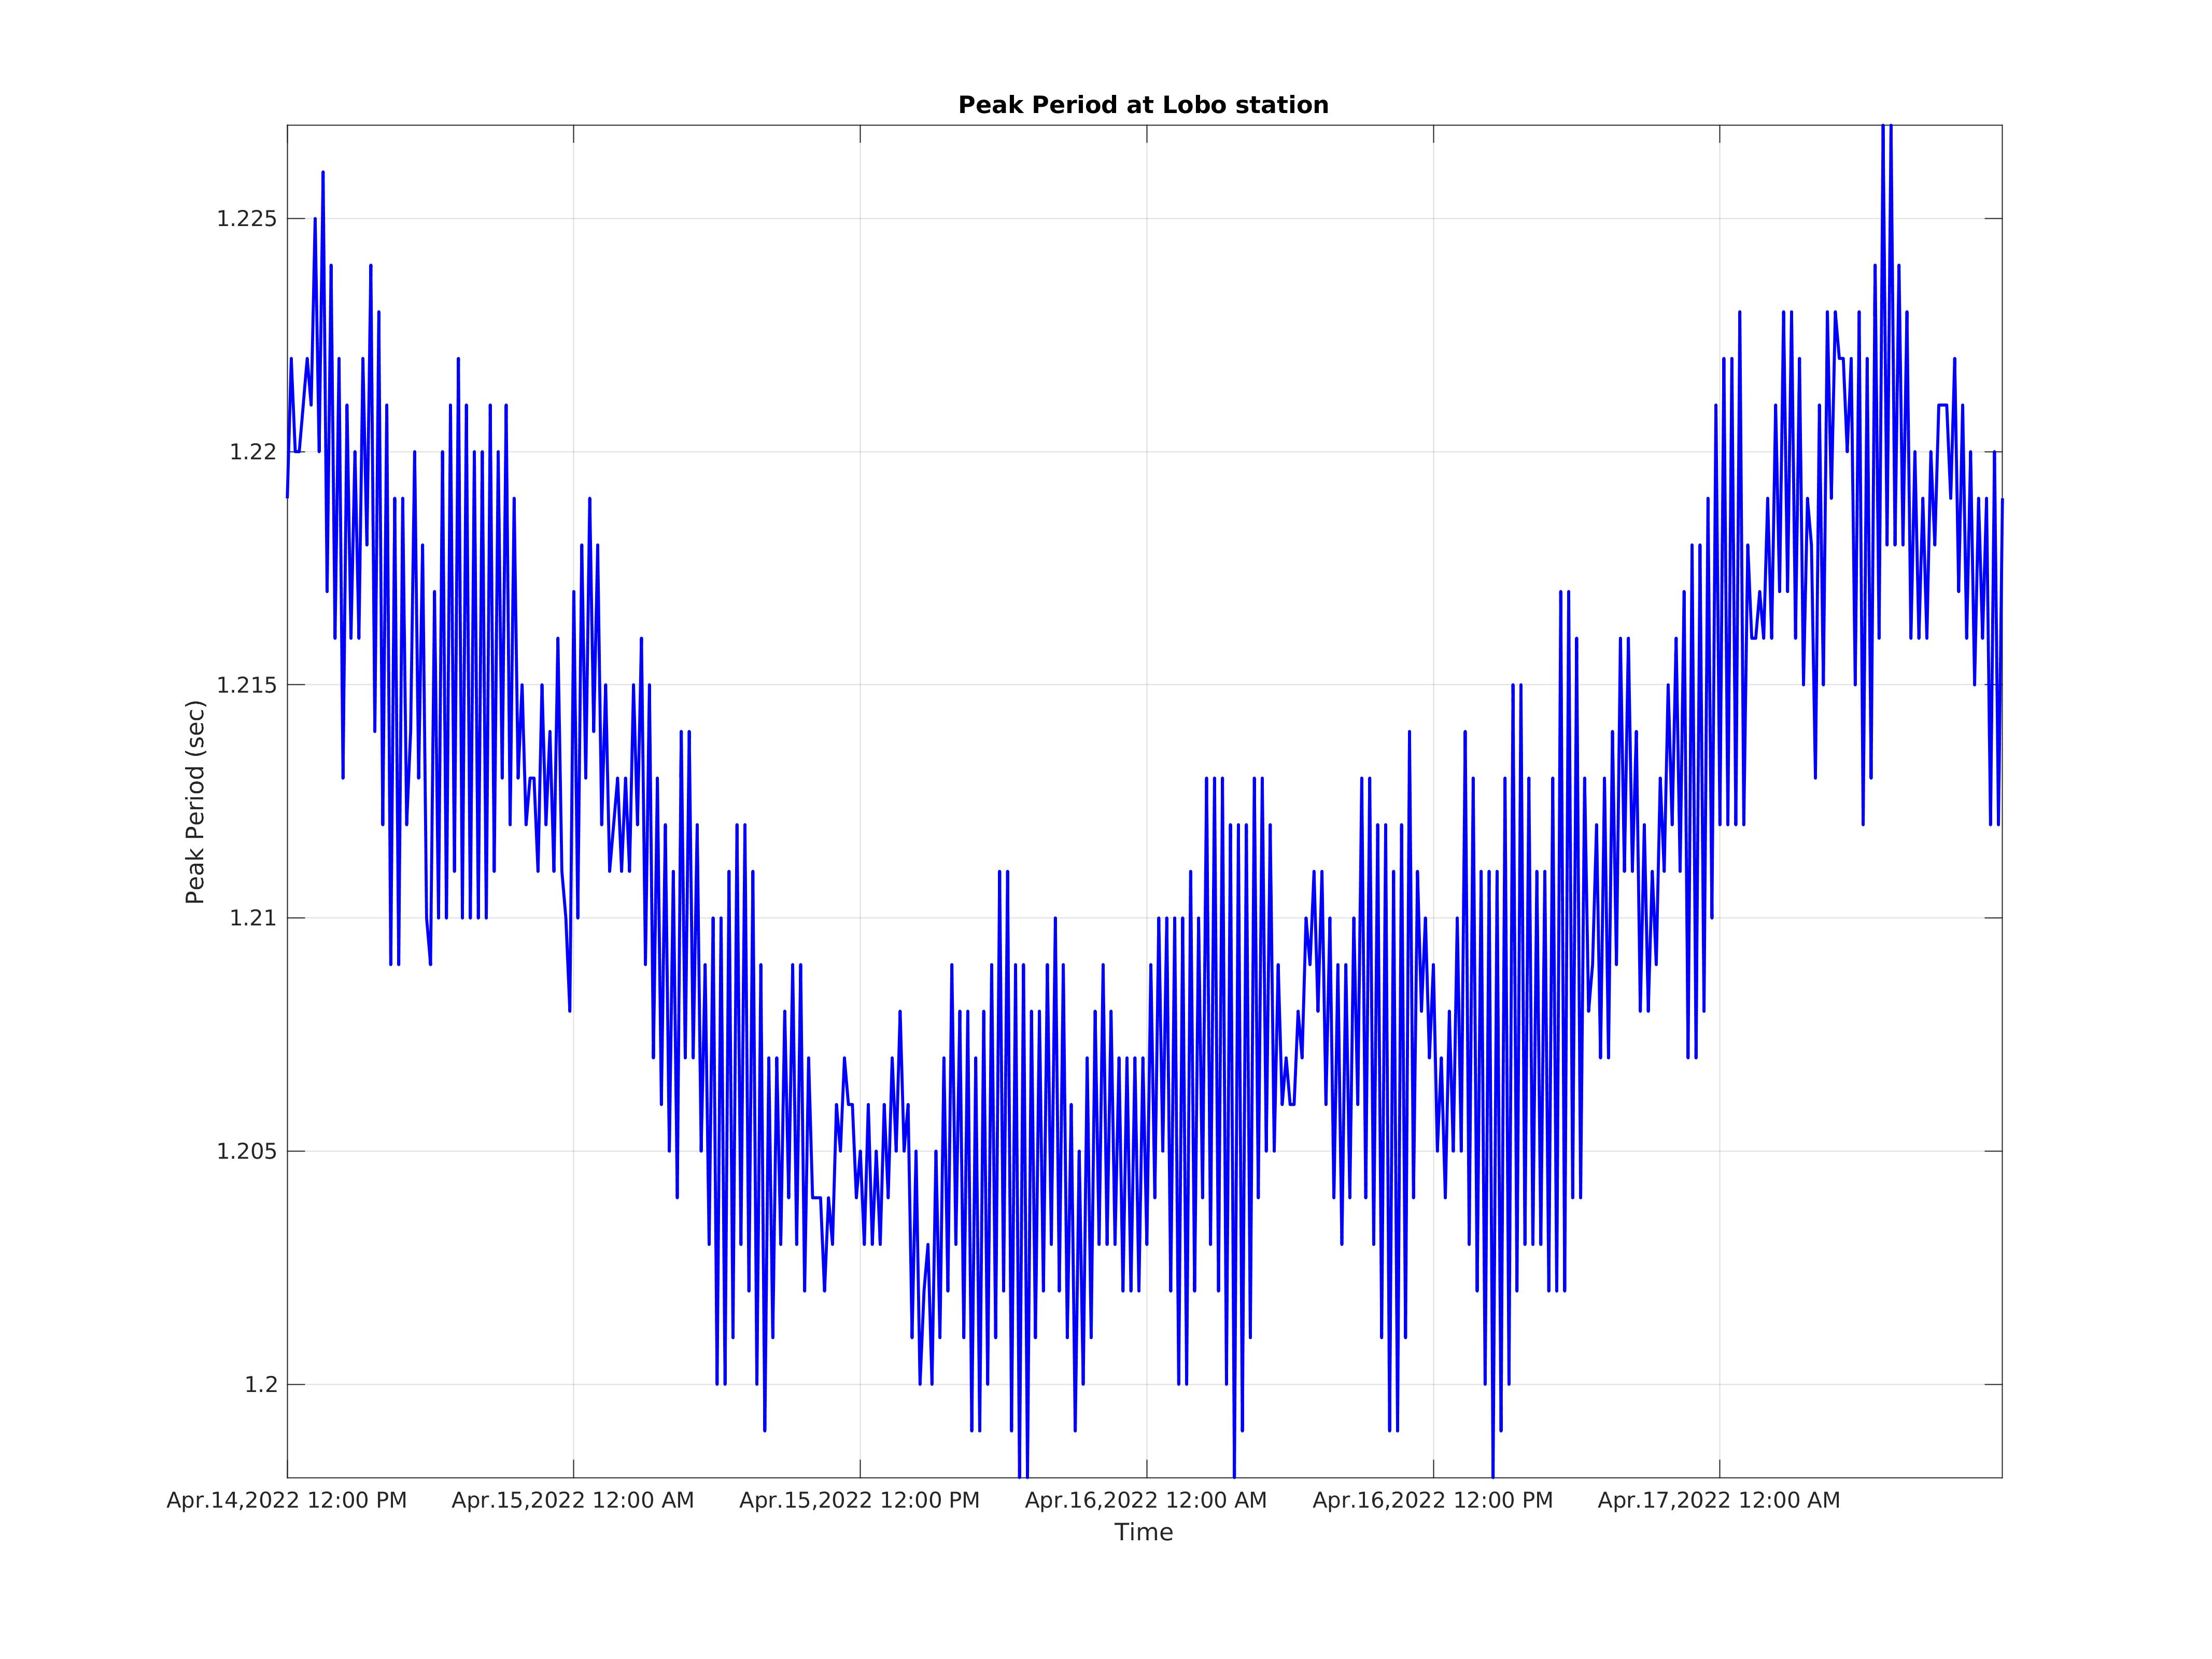 Peak Period at Lobo station
1.225
1.22
1.215
1.21
1.205
1.2
Peak Period (sec)
Apr.14,2022 12:00 PM Apr.15,2022 12:00 AM Apr.15,2022 12:00 PM Apr.16,2022 12:00 AM Apr.16,2022 12:00 PM Apr.17,2022 12:00 AM
Time